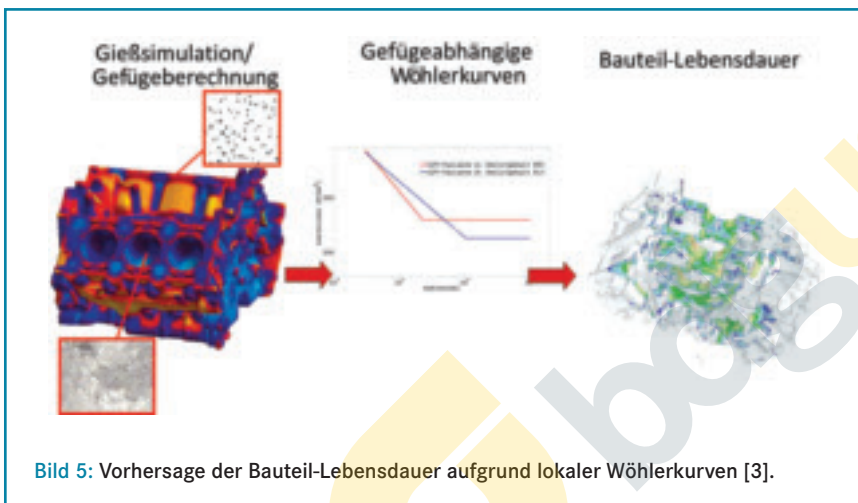 Gießsimulation/
Gefügeberechnung
Gefügeabhängige
Wöhlerkurven
Bauteil-Lebensdauer
Bild 5: Vorhersage der Bauteil-Lebensdauer aufgrund lokaler Wöhlerkurven [3].